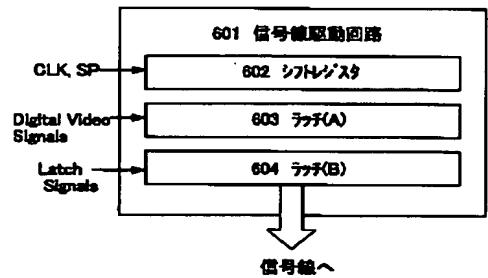 601 信号線駆動回路
CLK, SP
602 シフトレジスタ
Digital Video
Signals
603 ラッチ(A)
Latch
Signals
604 ラッチ(B)
信号線へ